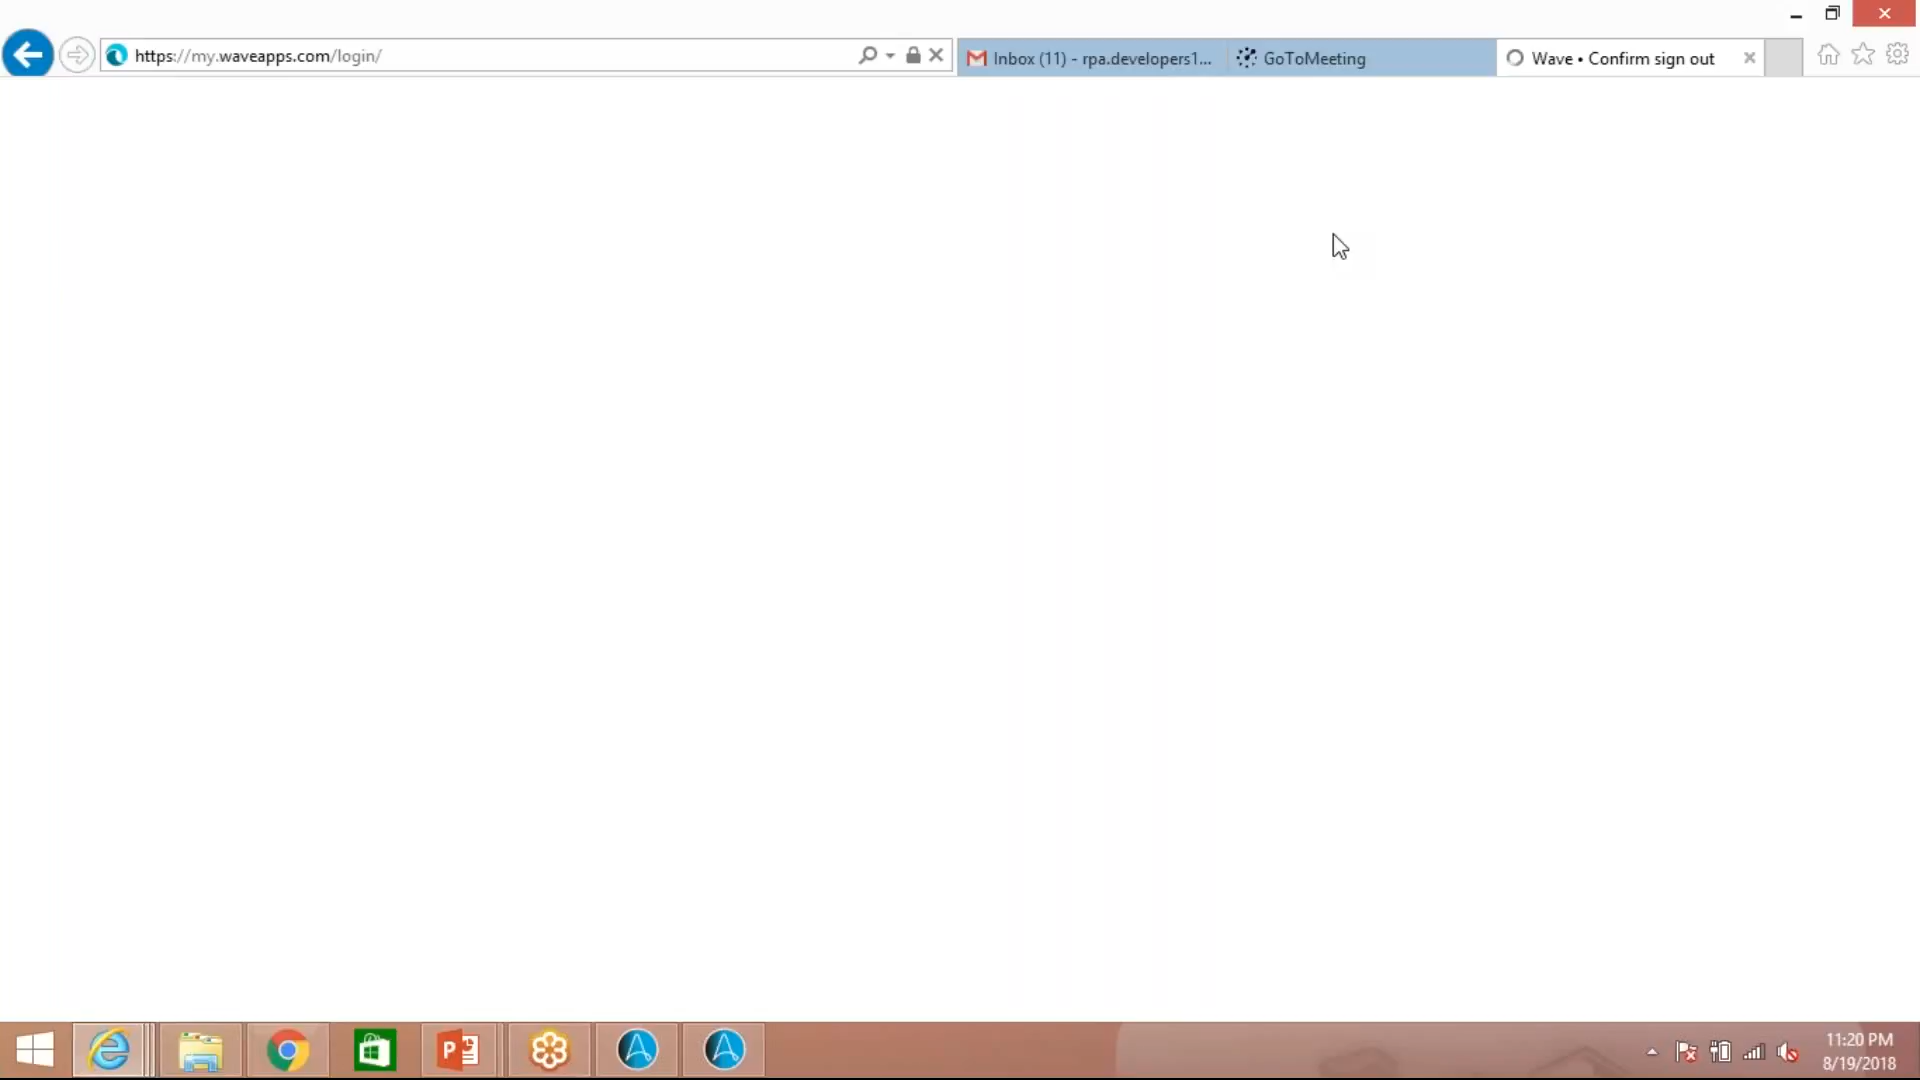 https://my.waveapps.com/login/
Inbox (11) - rpa.developers1...
GoToMeeting
Wave • Confirm sign out
11:20 PM
8/19/2018